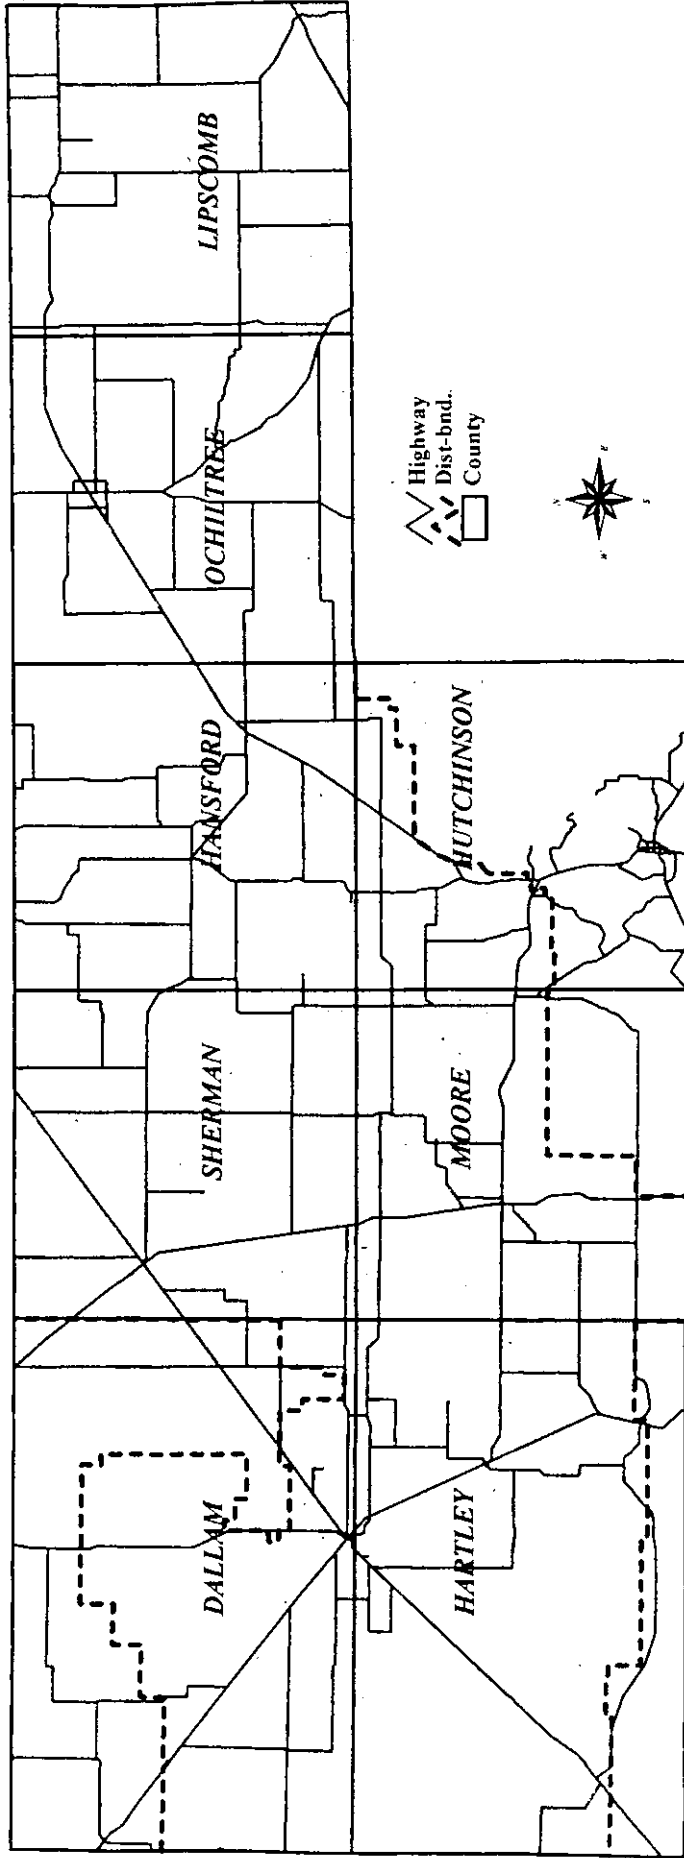 DALLAM
SHERMAN
HANSFORD
OCHILTREE
LIPSCOMB
HARTLEY
MOORE
HUTCHINSON
Highway
Dist-bnd..
County
N
W
E
S